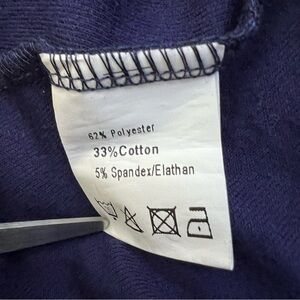 62% Polyester
33%Cotton
5% Spandex/Elathan